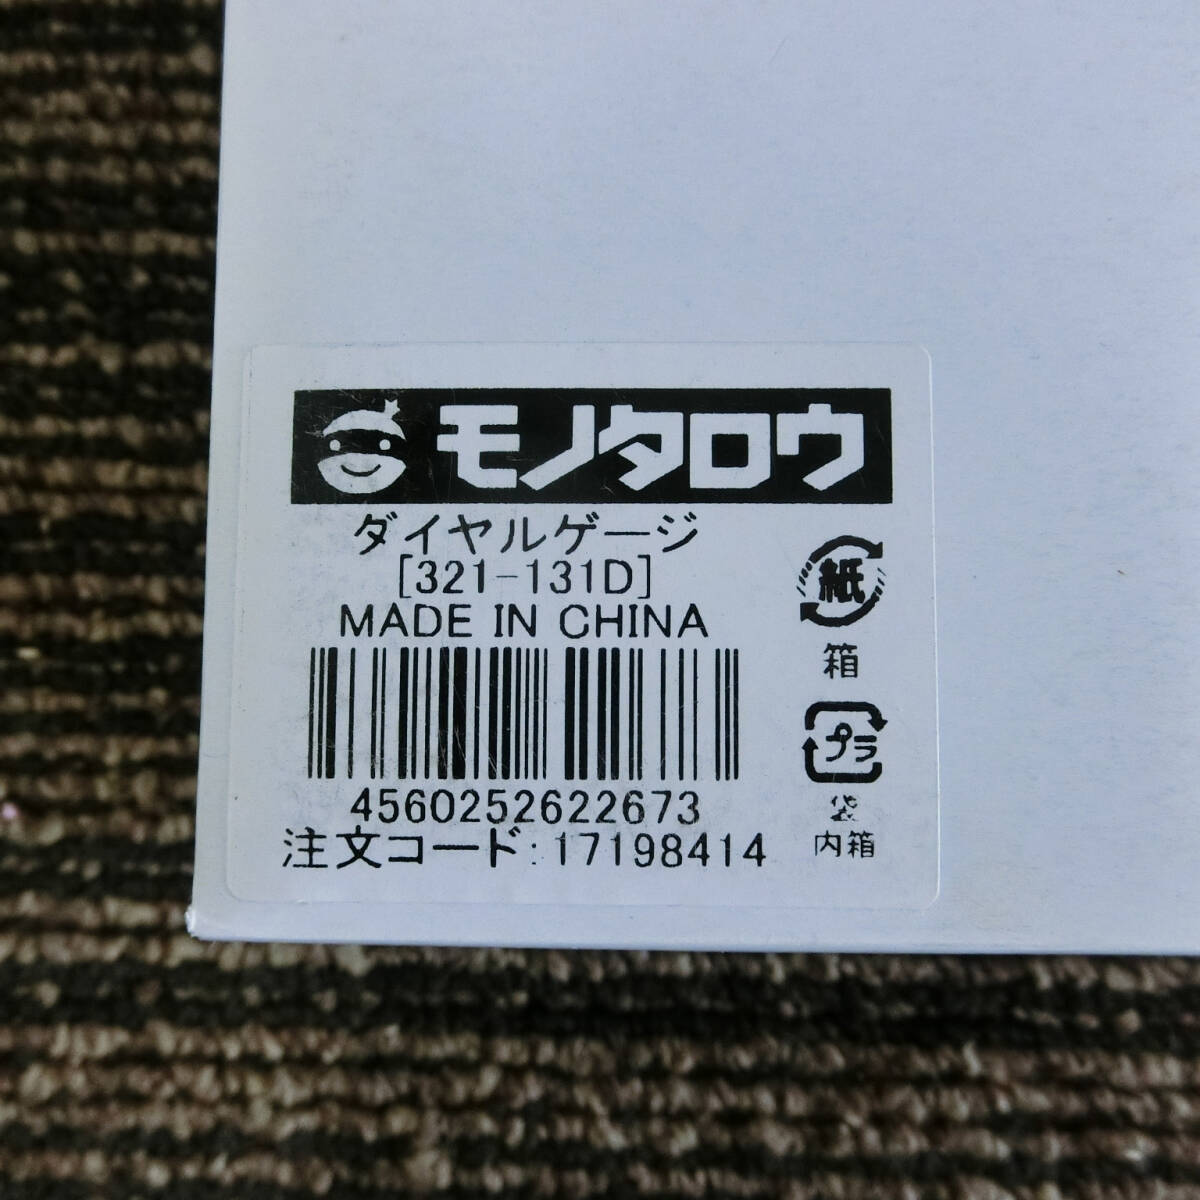 モノタロウ
ダイヤルゲージ
[321-131D]
MADE IN CHINA
4560252622673
注文コード:17198414
紙
箱
プラ
袋
内箱